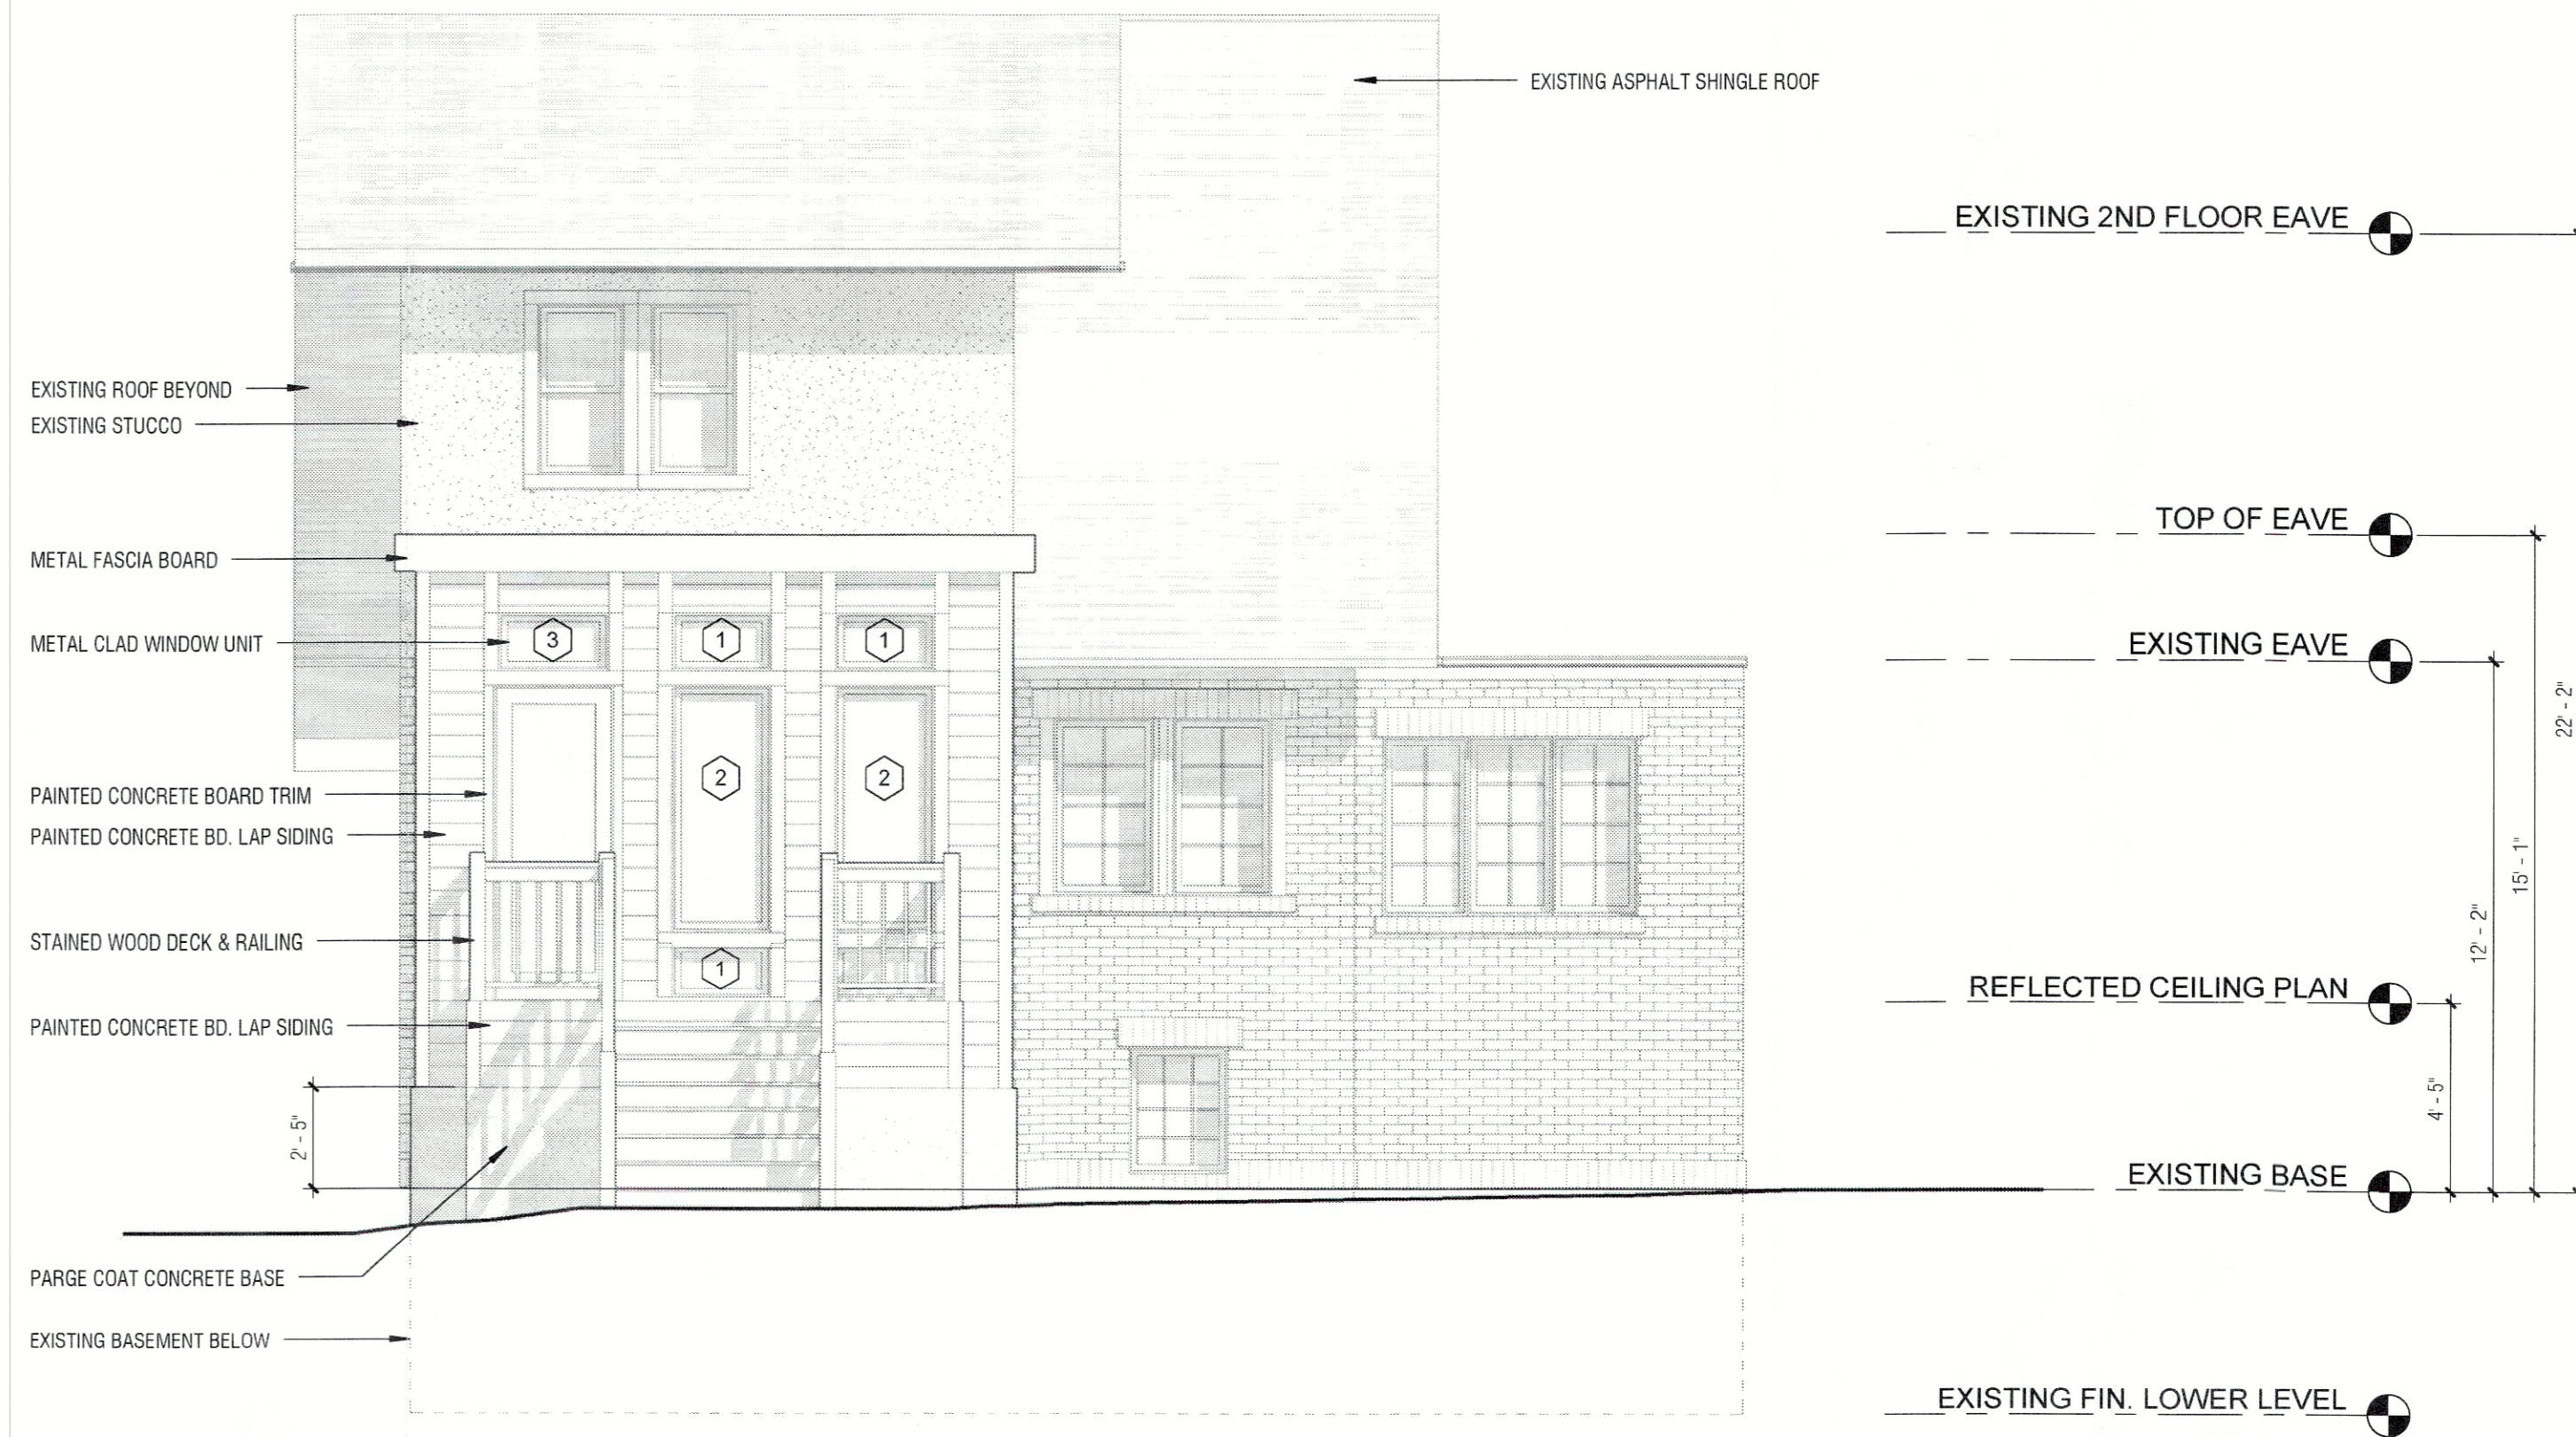 EXISTING ASPHALT SHINGLE ROOF
EXISTING 2ND FLOOR EAVE
EXISTING ROOF BEYOND
EXISTING STUCCO
TOP OF EAVE
METAL FASCIA BOARD
METAL CLAD WINDOW UNIT
3
1
1
EXISTING EAVE
22' - 2"
2
2
PAINTED CONCRETE BOARD TRIM
PAINTED CONCRETE BD. LAP SIDING
15' - 1"
12' - 2"
STAINED WOOD DECK & RAILING
1
REFLECTED CEILING PLAN
PAINTED CONCRETE BD. LAP SIDING
4' - 5"
2' - 5"
EXISTING BASE
PARGE COAT CONCRETE BASE
EXISTING BASEMENT BELOW
EXISTING FIN. LOWER LEVEL